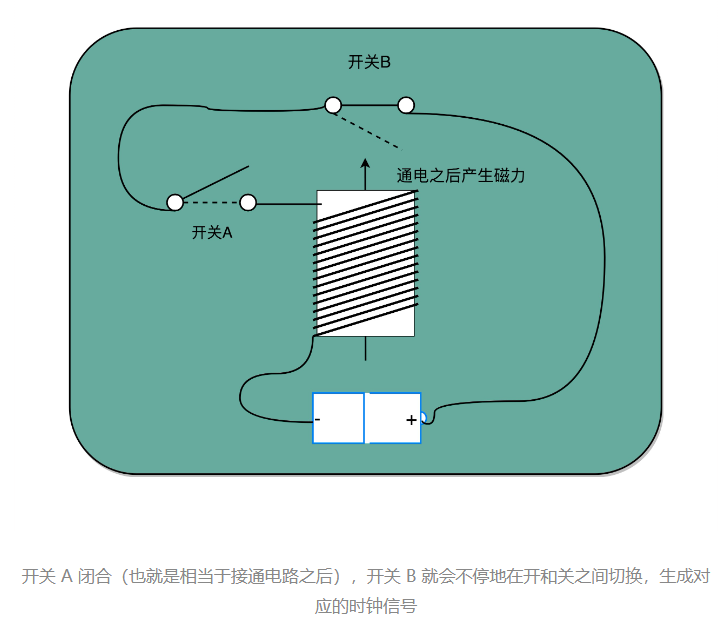 开关B
通电之后产生磁力
开关A
-
+
开关 A 闭合（也就是相当于接通电路之后），开关 B 就会不停地在开和关之间切换，生成对
应的时钟信号